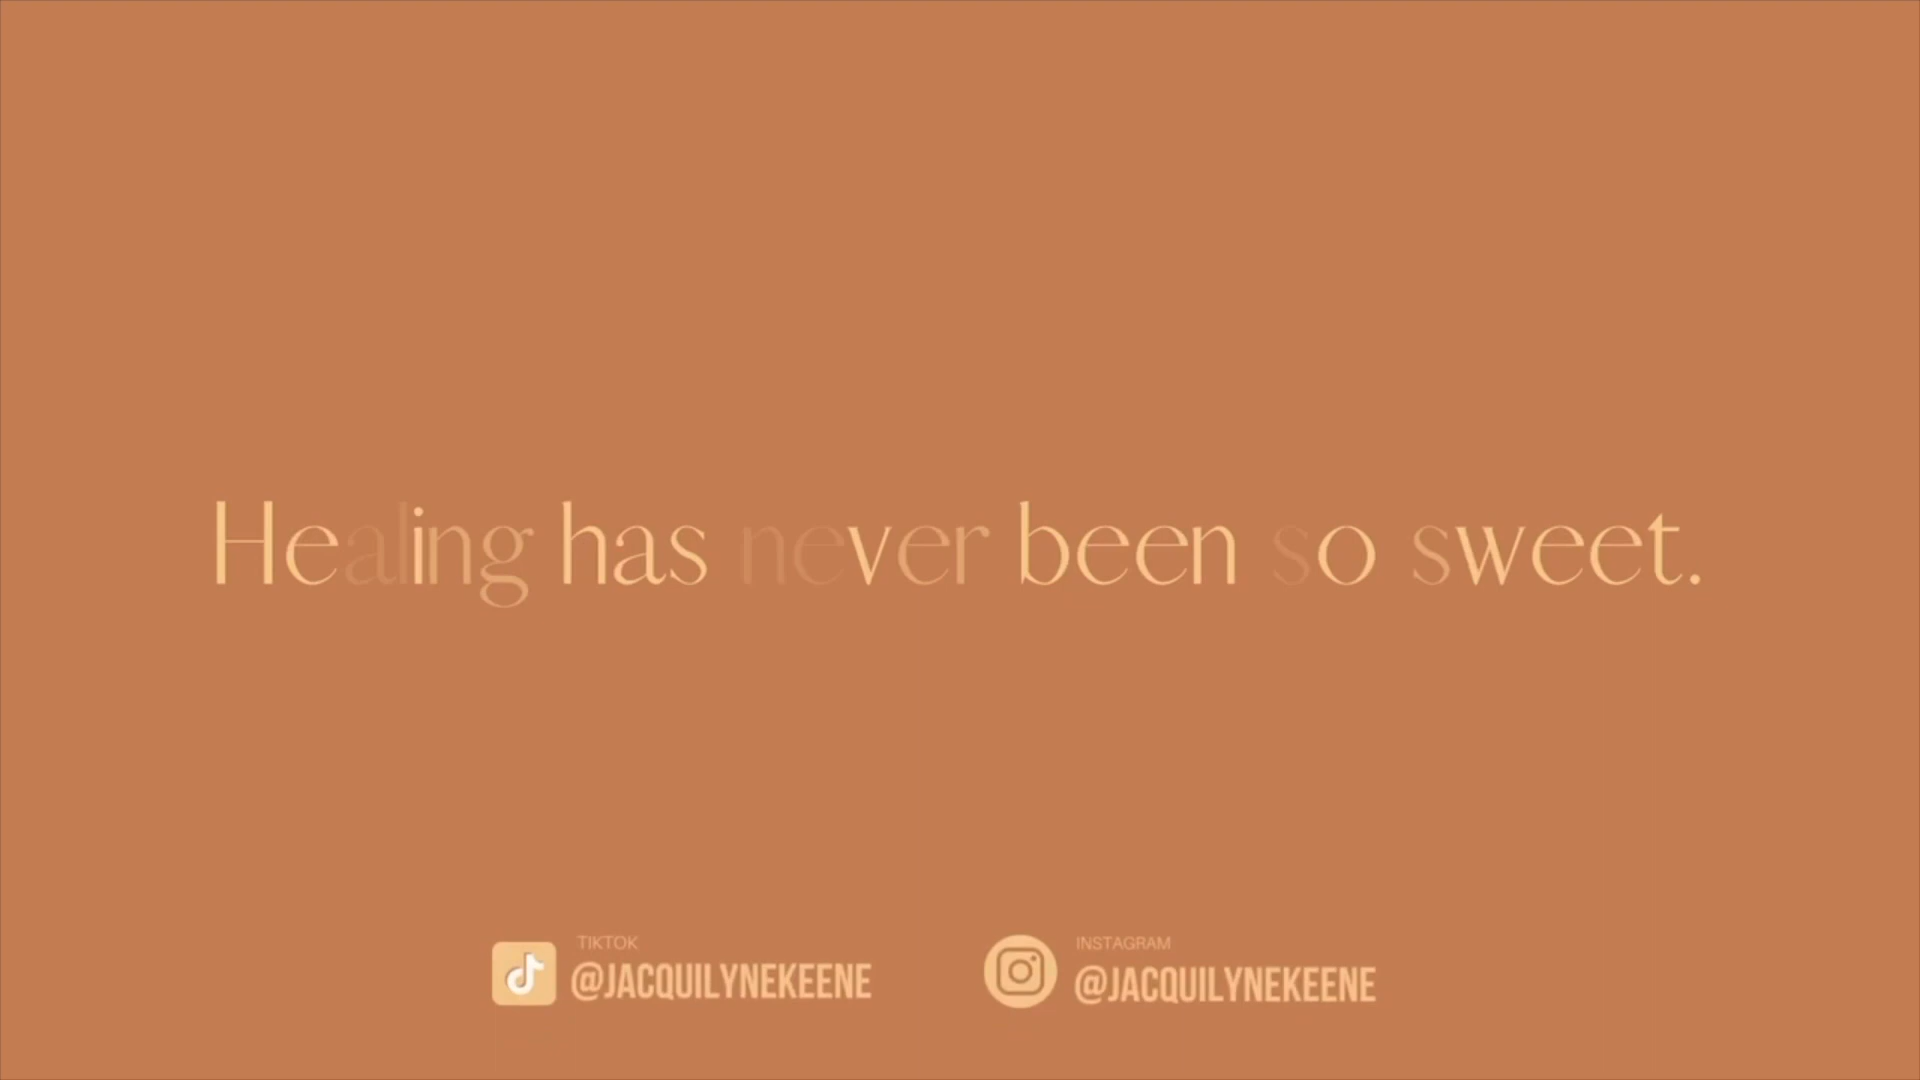 Healing has never been so sweet.
TIKTOK
@JACQUILYNEKEENE
INSTAGRAM
@JACQUILYNEKEENE